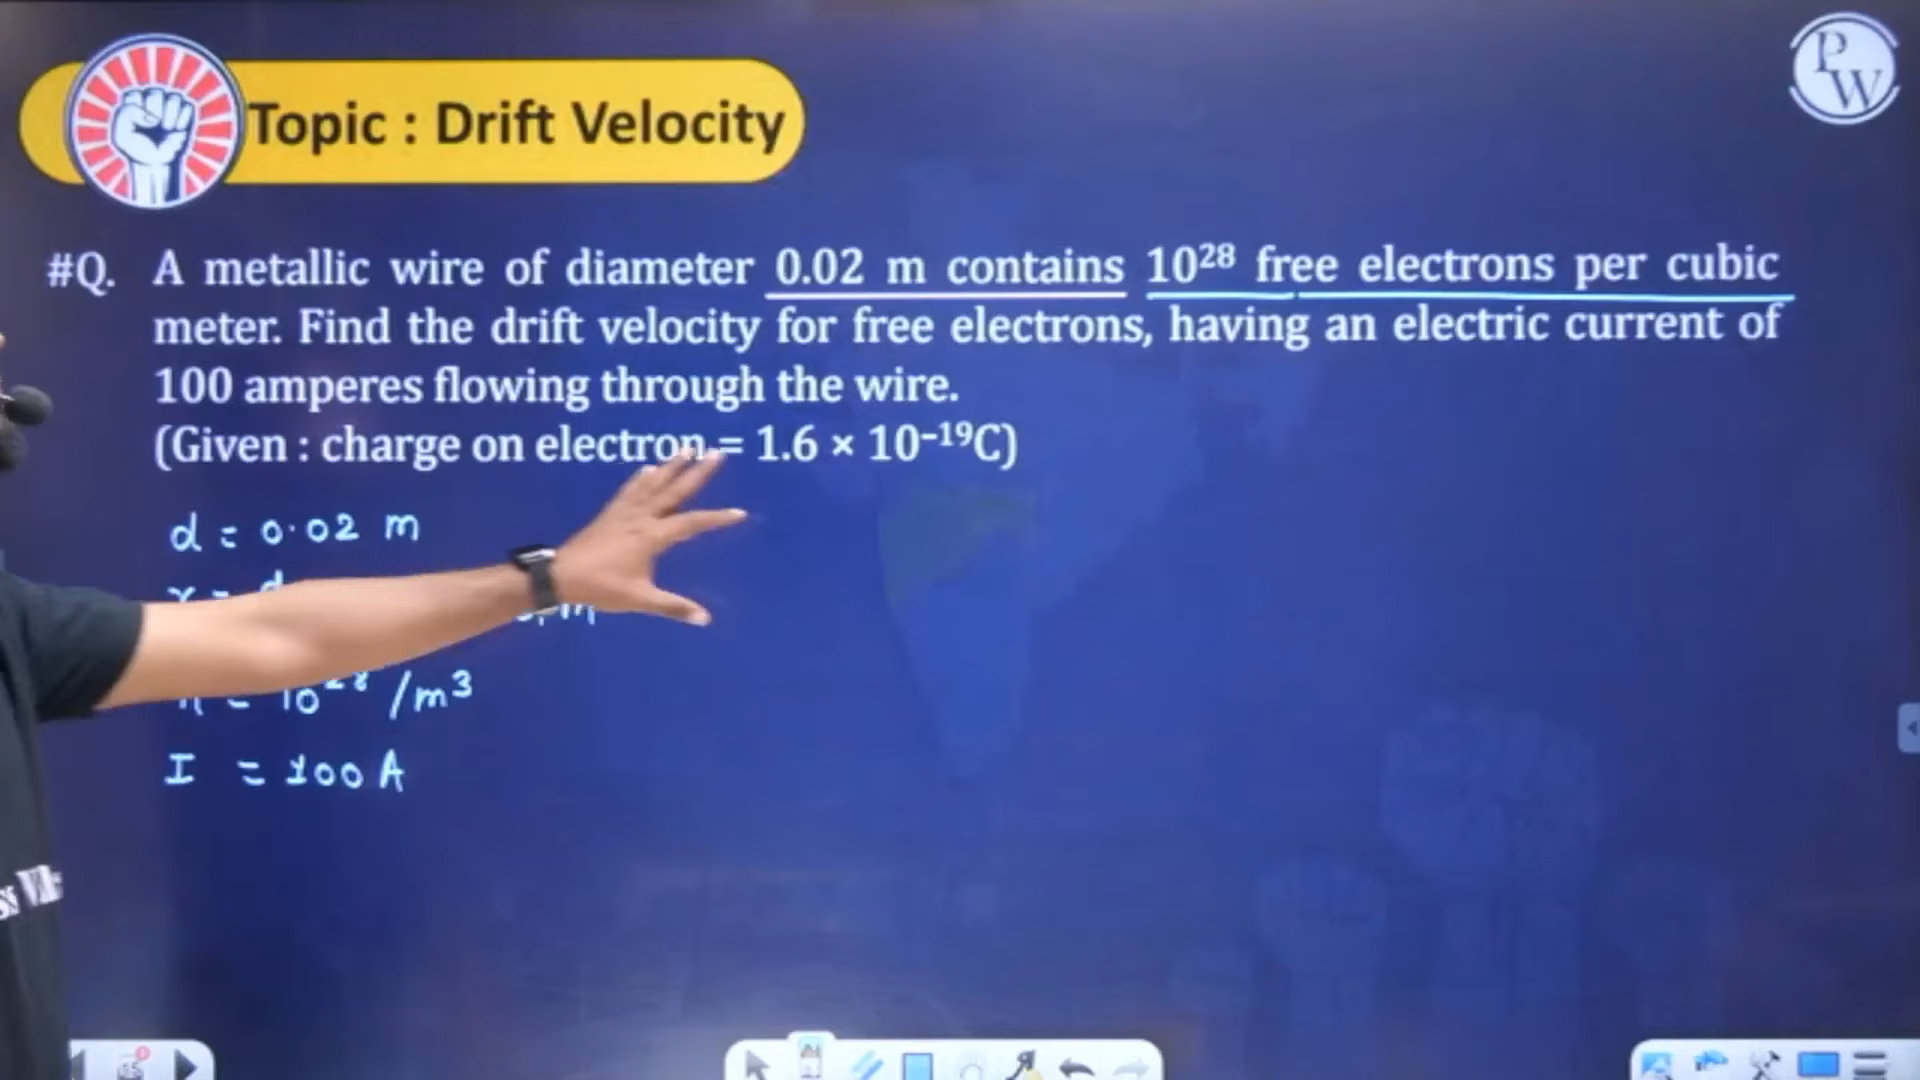 Topic : Drift Velocity
PW
#Q. A metallic wire of diameter 0.02 m contains 10²⁸ free electrons per cubic
meter. Find the drift velocity for free electrons, having an electric current of
100 amperes flowing through the wire.
(Given : charge on electron = 1.6 × 10⁻¹⁹C)
d = 0.02 m
r = d
m
n = 10²⁸ /m³
I = 100 A